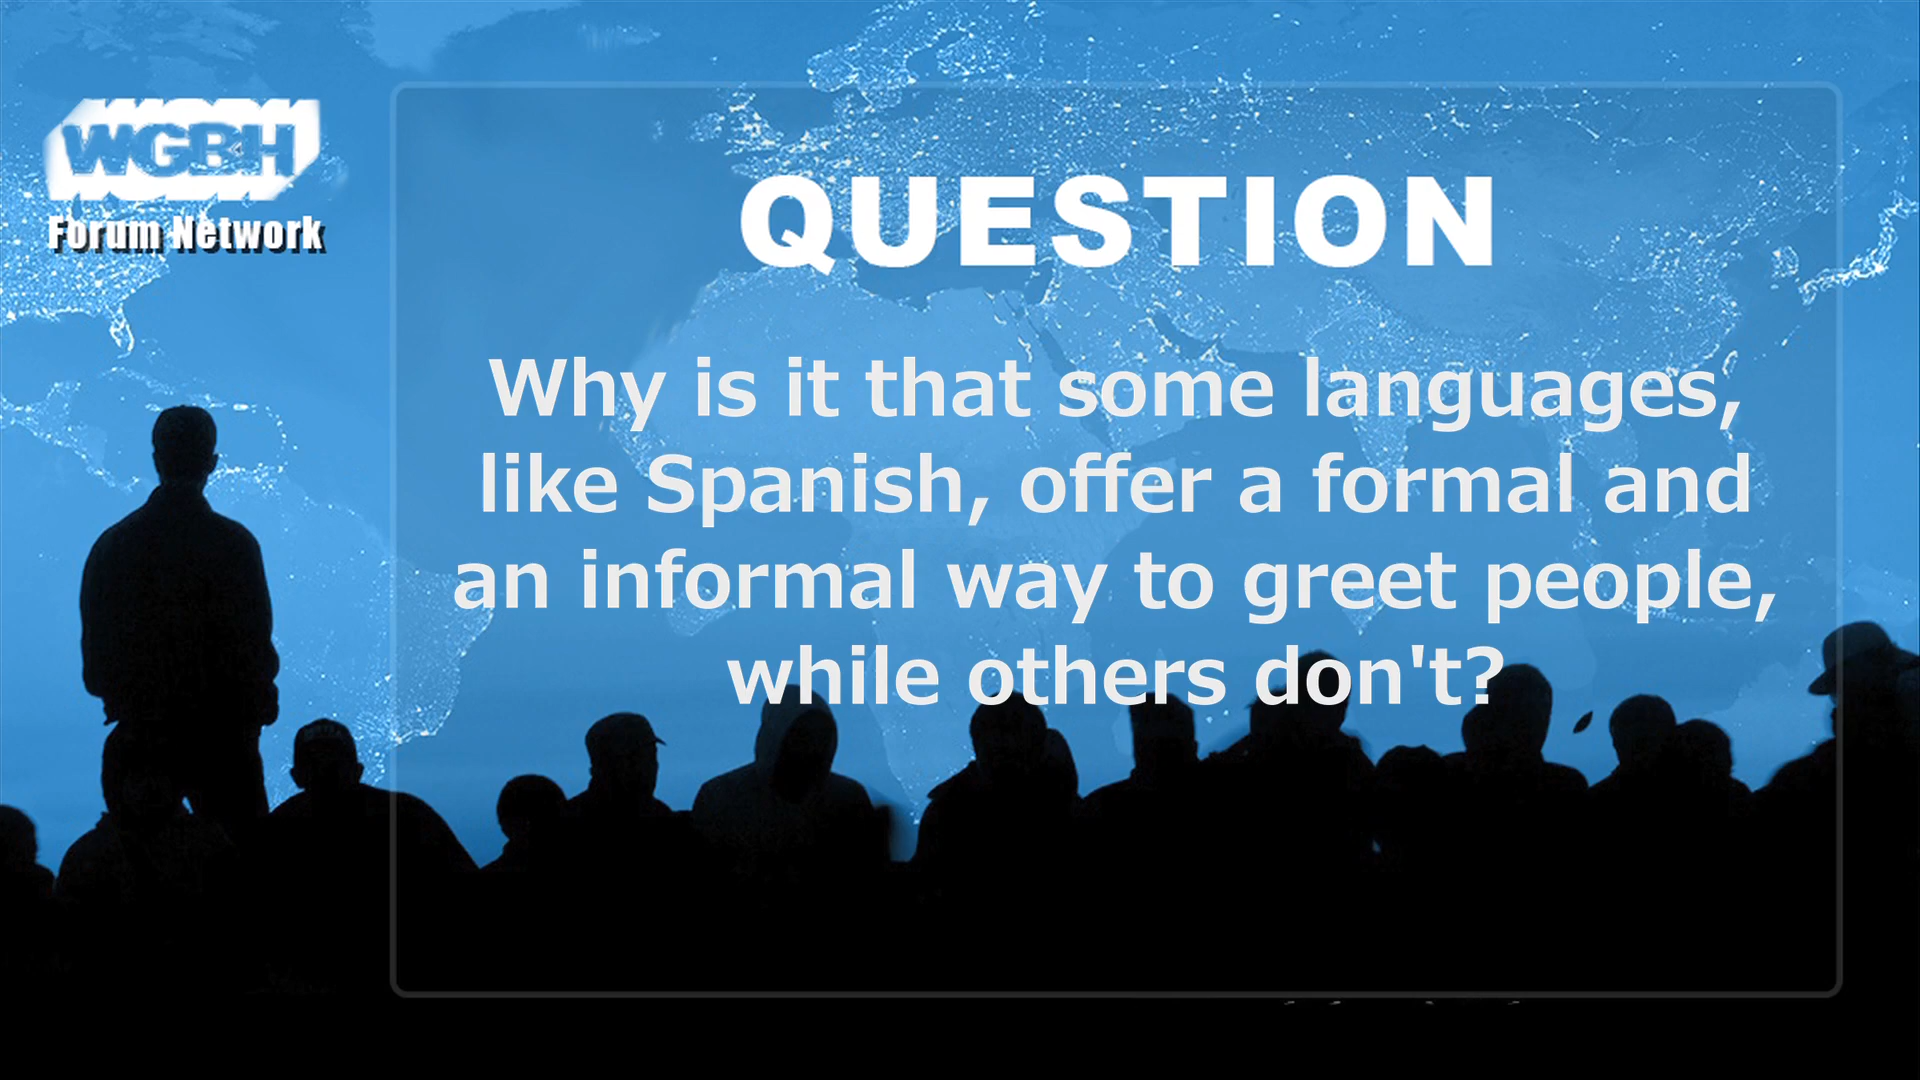 WGBH
Forum Network
QUESTION
Why is it that some languages,
like Spanish, offer a formal and
an informal way to greet people,
while others don't?